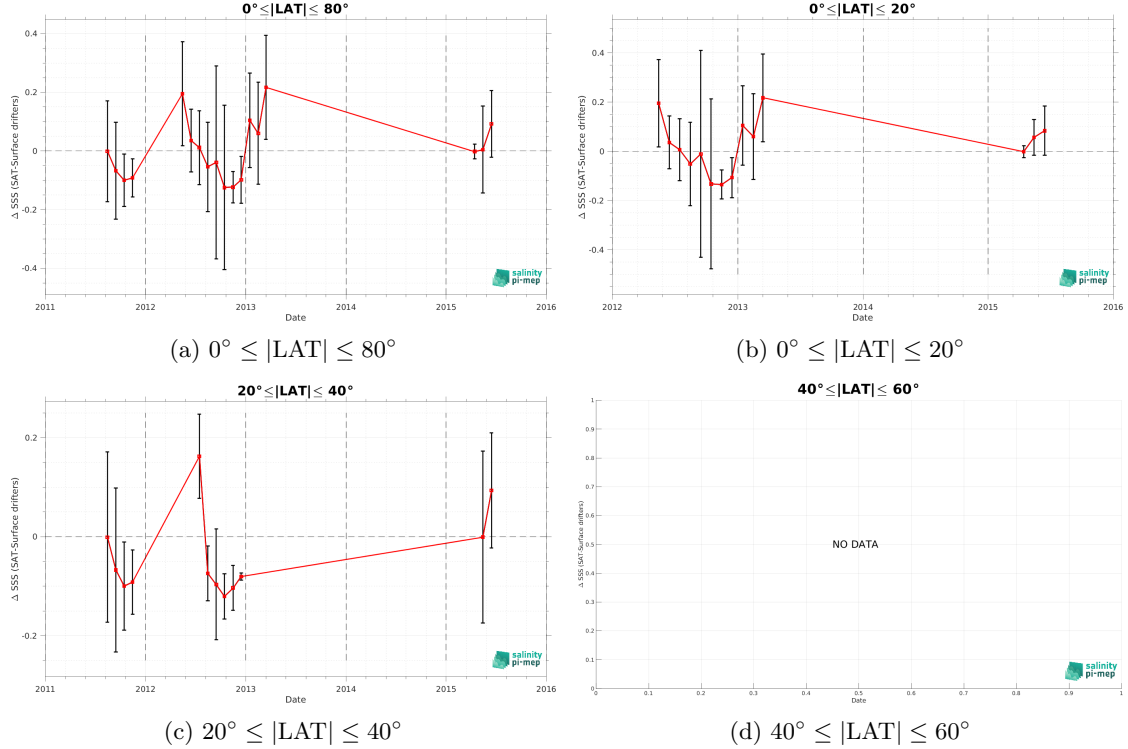 0°≤|LAT|≤ 80°
Δ SSS (SAT-Surface drifters)
0.4
0.2
0
-0.2
-0.4
2011 2012 2013 2014 2015 2016
Date
salinity
pi-mep
(a) 0° ≤ |LAT| ≤ 80°
0°≤|LAT|≤ 20°
Δ SSS (SAT-Surface drifters)
0.4
0.2
0
-0.2
-0.4
2012 2013 2014 2015 2016
Date
salinity
pi-mep
(b) 0° ≤ |LAT| ≤ 20°
20°≤|LAT|≤ 40°
Δ SSS (SAT-Surface drifters)
0.2
0
-0.2
2011 2012 2013 2014 2015 2016
Date
salinity
pi-mep
(c) 20° ≤ |LAT| ≤ 40°
40°≤|LAT|≤ 60°
Δ SSS (SAT-Surface drifters)
1
0.9
0.8
0.7
0.6
0.5
0.4
0.3
0.2
0.1
0
NO DATA
0 0.1 0.2 0.3 0.4 0.5 0.6 0.7 0.8 0.9 1
Date
salinity
pi-mep
(d) 40° ≤ |LAT| ≤ 60°